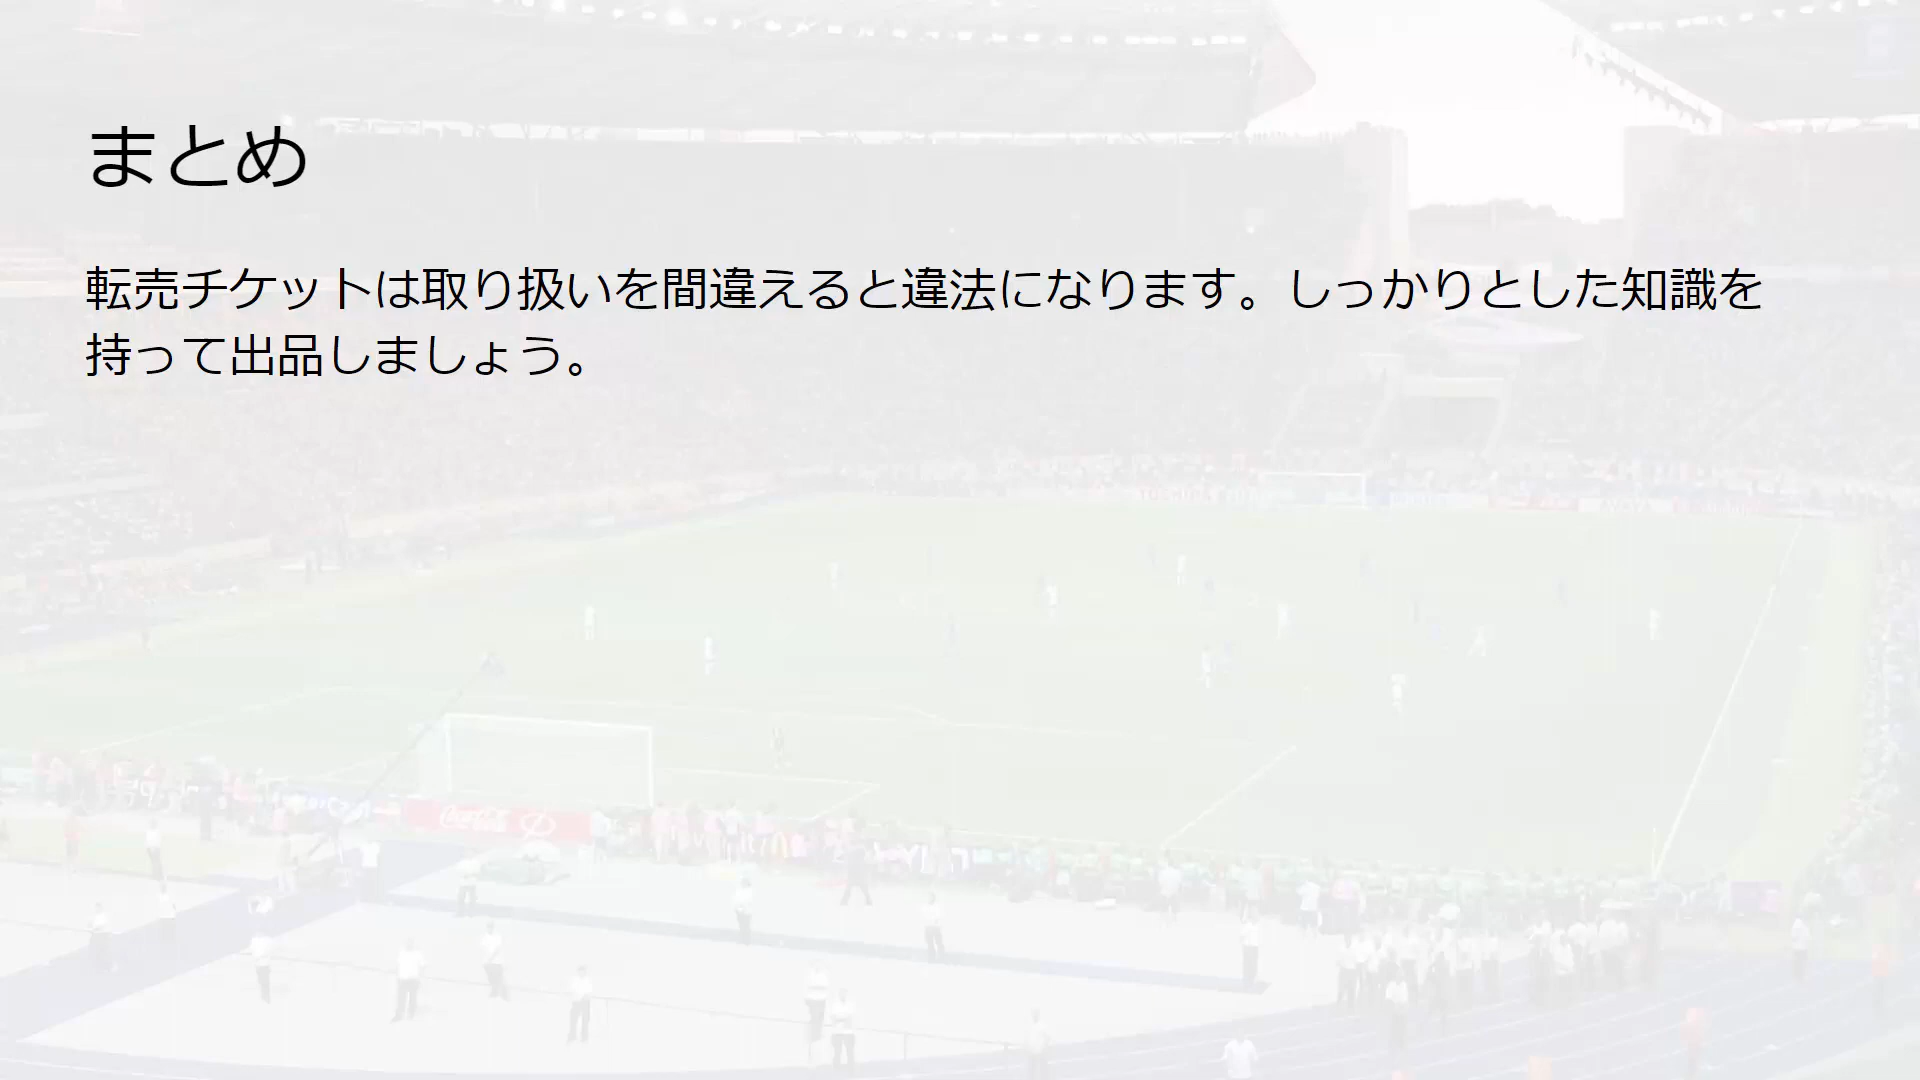 まとめ
転売チケットは取り扱いを間違えると違法になります。しっかりとした知識を
持って出品しましょう。
Coca-Cola